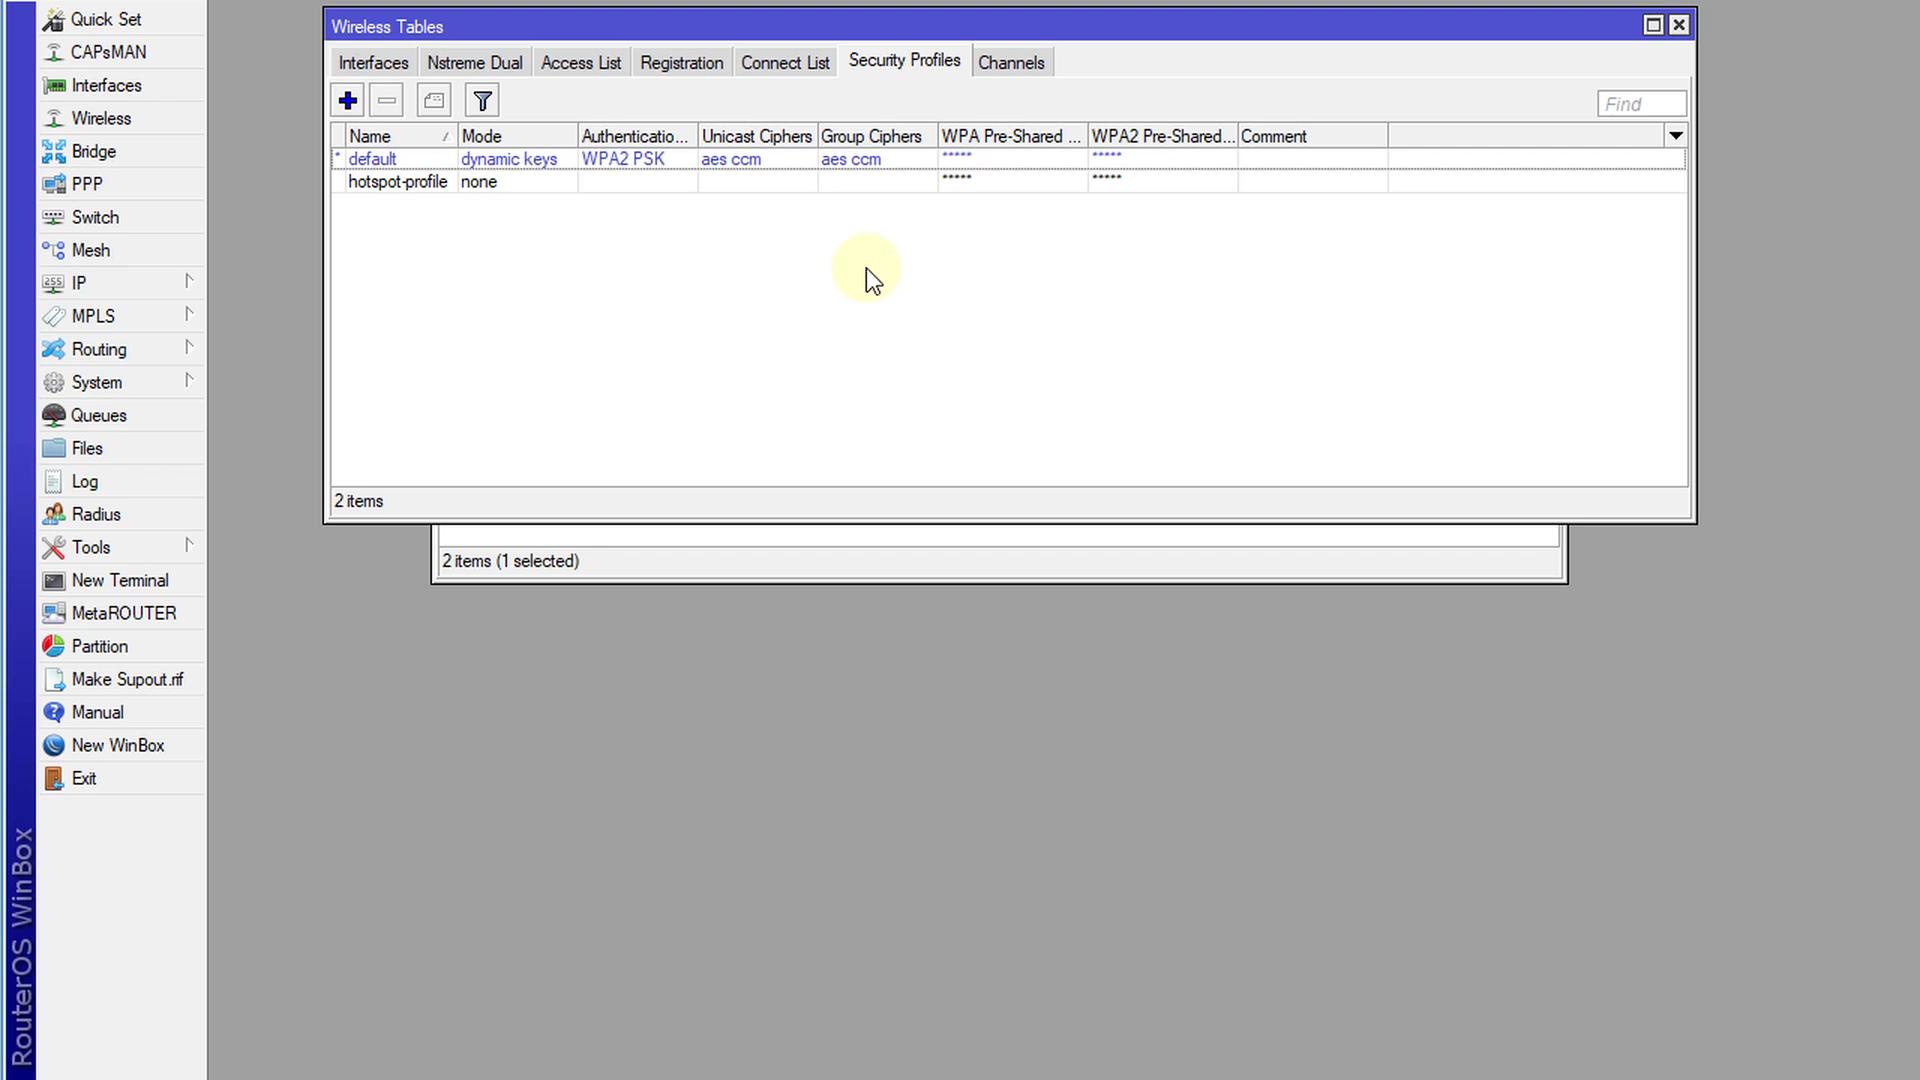 Quick Set
CAPsMAN
Interfaces
Wireless
Bridge
PPP
Switch
Mesh
IP
MPLS
Routing
System
Queues
Files
Log
Radius
Tools
New Terminal
MetaROUTER
Partition
Make Supout.rif
Manual
New WinBox
Exit
RouterOS WinBox
Wireless Tables
Interfaces Nstreme Dual Access List Registration Connect List Security Profiles Channels
Find
Name Mode Authenticatio... Unicast Ciphers Group Ciphers WPA Pre-Shared ... WPA2 Pre-Shared... Comment
* default dynamic keys WPA2 PSK aes ccm aes ccm ***** *****
hotspot-profile none ***** *****
2 items
2 items (1 selected)